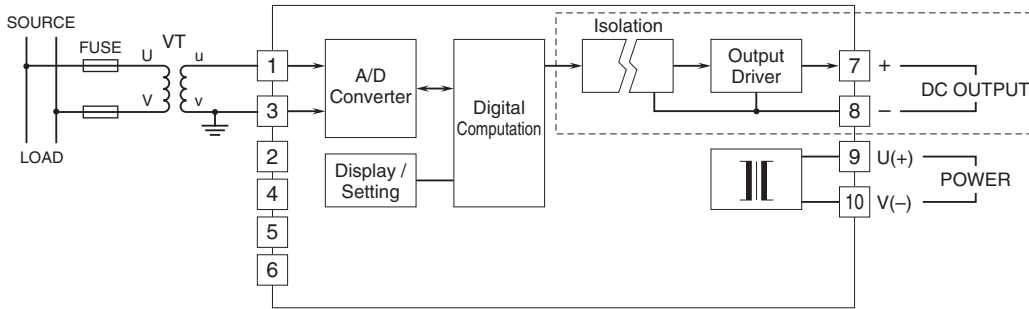 SOURCE
FUSE
VT
U
u
V
v
LOAD
1
3
2
4
5
6
A/D
Converter
Display /
Setting
Digital
Computation
Isolation
Output
Driver
7
+
8
−
DC OUTPUT
9
U(+)
10
V(−)
POWER